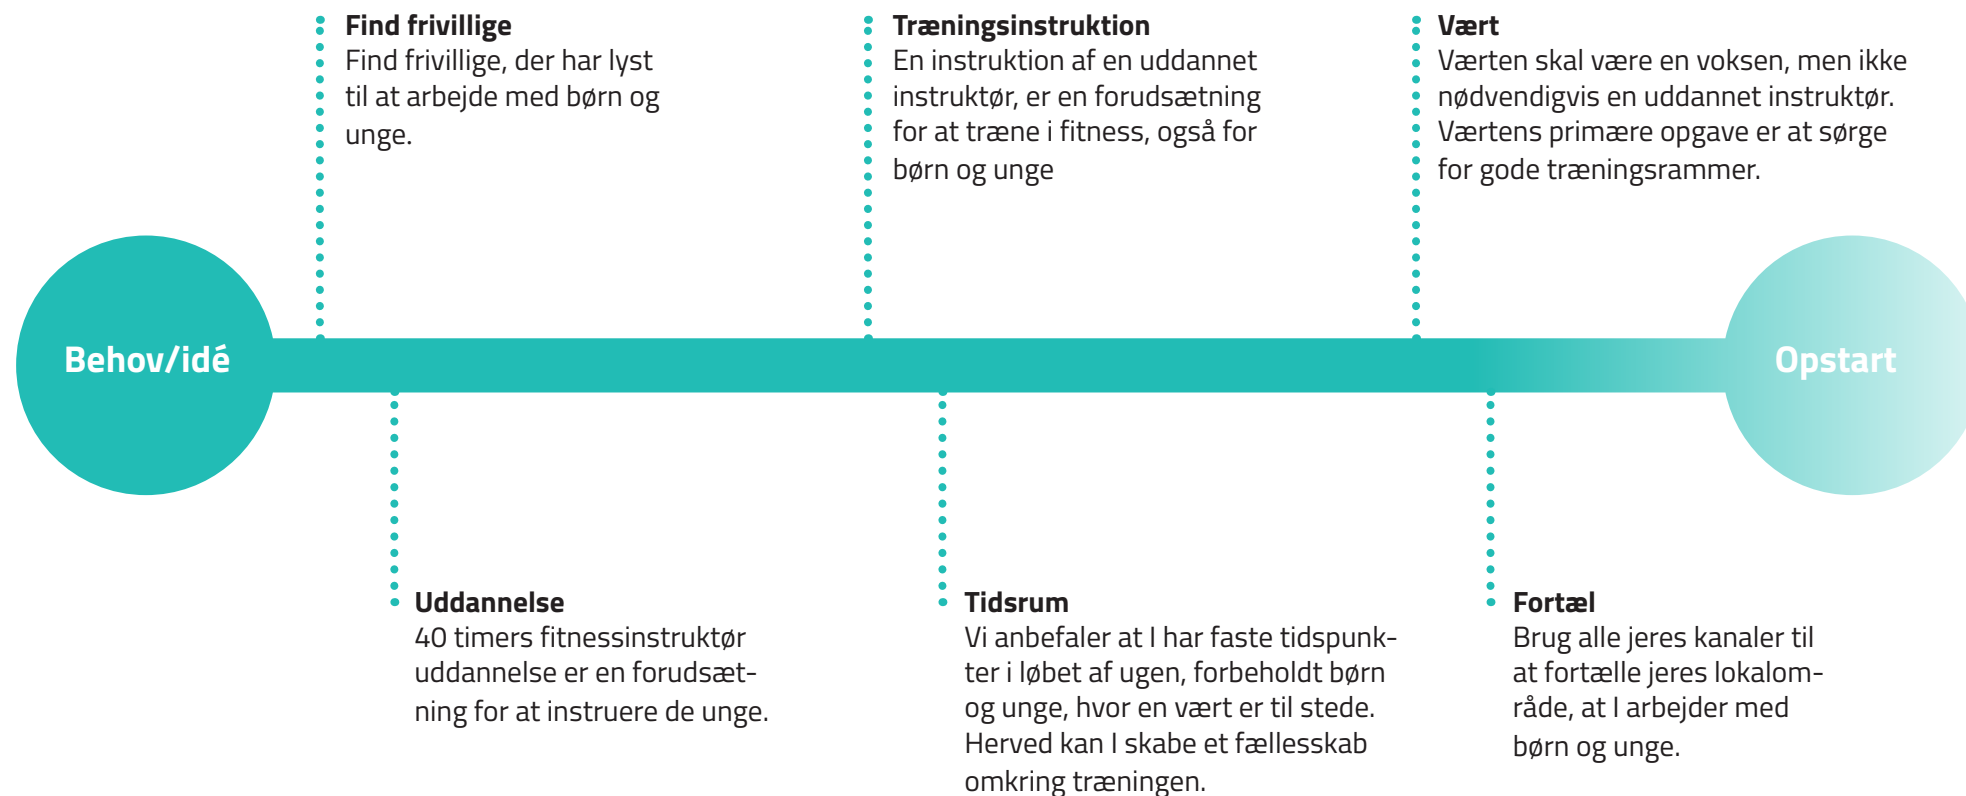 Find frivillige
Find frivillige, der har lyst
til at arbejde med børn og
unge.
Træningsinstruktion
En instruktion af en uddannet
instruktør, er en forudsætning
for at træne i fitness, også for
børn og unge
Vært
Værten skal være en voksen, men ikke
nødvendigvis en uddannet instruktør.
Værtens primære opgave er at sørge
for gode træningsrammer.
Behov/idé
Opstart
Uddannelse
40 timers fitnessinstruktør
uddannelse er en forudsæt-
ning for at instruere de unge.
Tidsrum
Vi anbefaler at I har faste tidspunk-
ter i løbet af ugen, forbeholdt børn
og unge, hvor en vært er til stede.
Herved kan I skabe et fællesskab
omkring træningen.
Fortæl
Brug alle jeres kanaler til
at fortælle jeres lokalom-
råde, at I arbejder med
børn og unge.